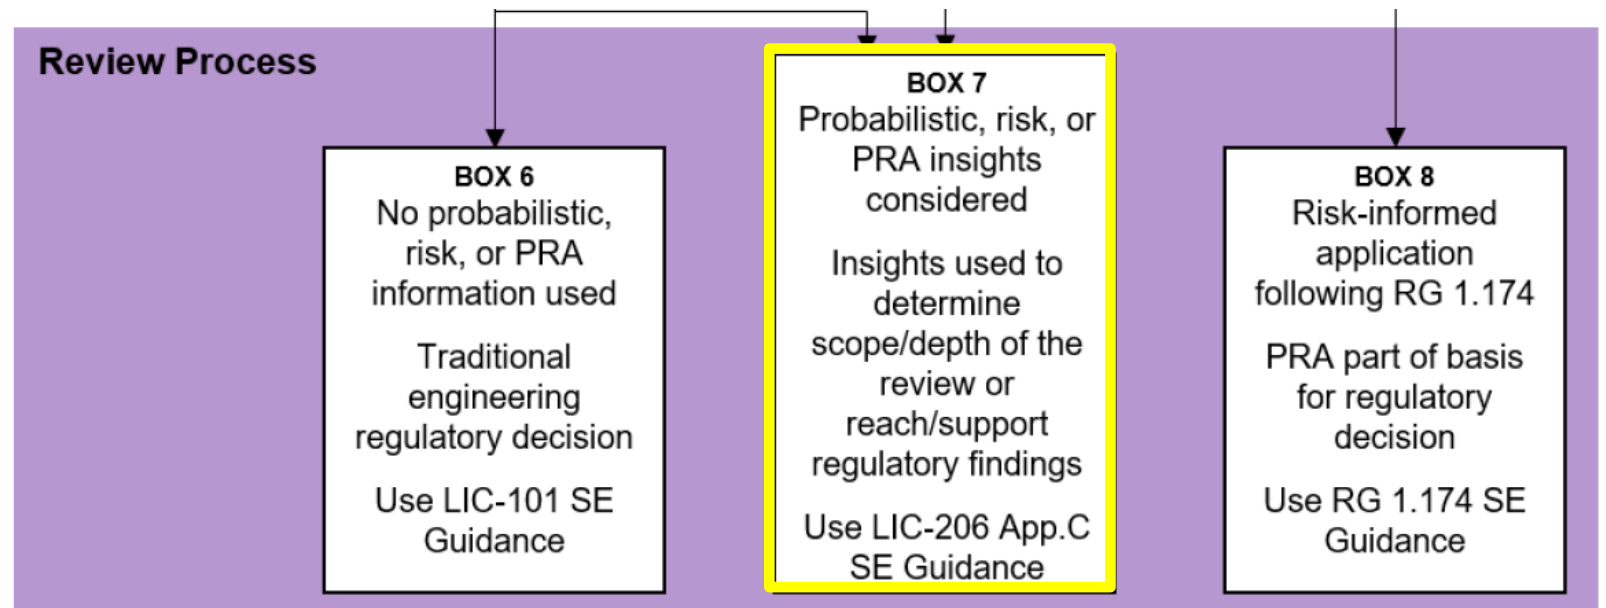 Review Process
BOX 6
No probabilistic,
risk, or PRA
information used
Traditional
engineering
regulatory decision
Use LIC-101 SE
Guidance
BOX 7
Probabilistic, risk, or
PRA insights
considered
Insights used to
determine
scope/depth of the
review or
reach/support
regulatory findings
Use LIC-206 App.C
SE Guidance
BOX 8
Risk-informed
application
following RG 1.174
PRA part of basis
for regulatory
decision
Use RG 1.174 SE
Guidance